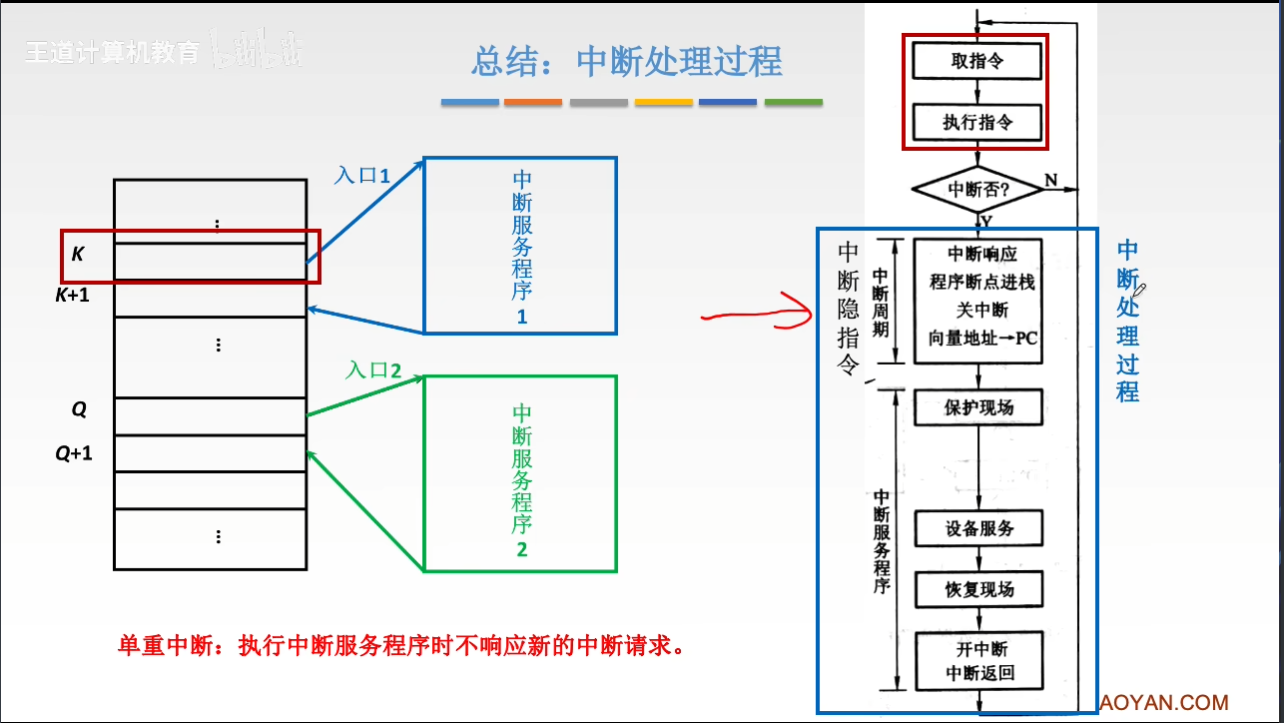 王道计算机教育 bilibili
总结：中断处理过程
⋮
K
K+1
⋮
Q
Q+1
⋮
入口1
中断服务程序1
入口2
中断服务程序2
单重中断：执行中断服务程序时不响应新的中断请求。
取指令
执行指令
中断否?
N
Y
中断隐指令
中断周期
中断响应
程序断点进栈
关中断
向量地址→PC
中断服务程序
保护现场
设备服务
恢复现场
开中断
中断返回
中断处理过程
AOYAN.COM